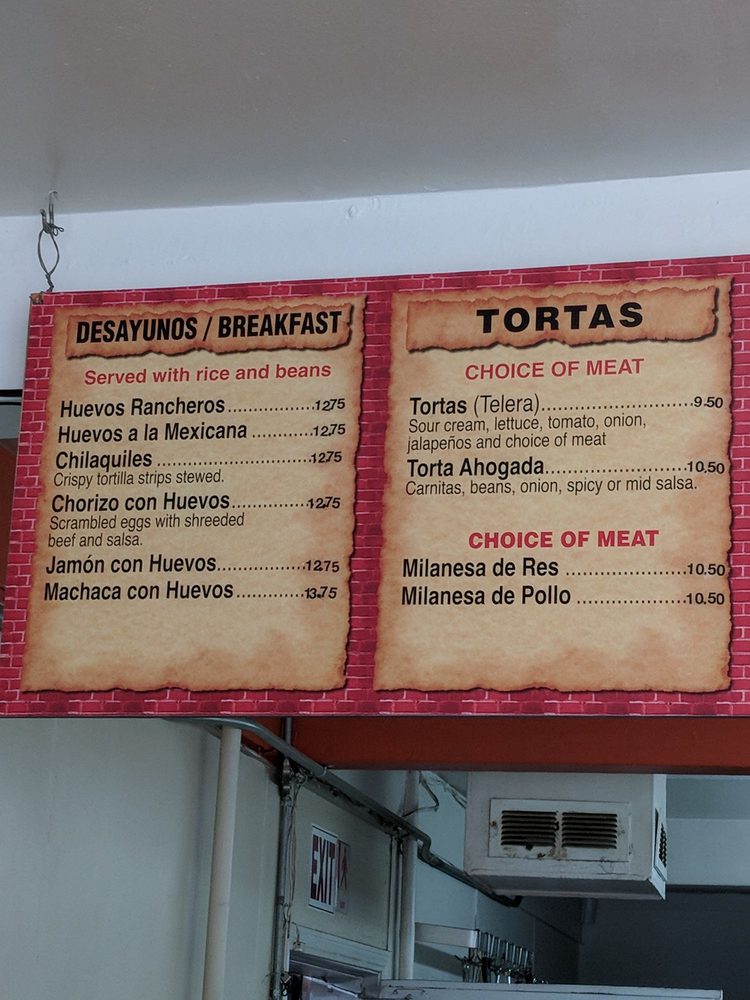 DESAYUNOS / BREAKFAST
Served with rice and beans
Huevos Rancheros................12.75
Huevos a la Mexicana ............12.75
Chilaquiles ............................12.75
Crispy tortilla strips stewed.
Chorizo con Huevos..............12.75
Scrambled eggs with shreeded
beef and salsa.
Jamón con Huevos................12.75
Machaca con Huevos ............13.75
TORTAS
CHOICE OF MEAT
Tortas (Telera)............................9.50
Sour cream, lettuce, tomato, onion,
jalapeños and choice of meat
Torta Ahogada..........................10.50
Carnitas, beans, onion, spicy or mid salsa.
CHOICE OF MEAT
Milanesa de Res ......................10.50
Milanesa de Pollo ....................10.50
EXIT